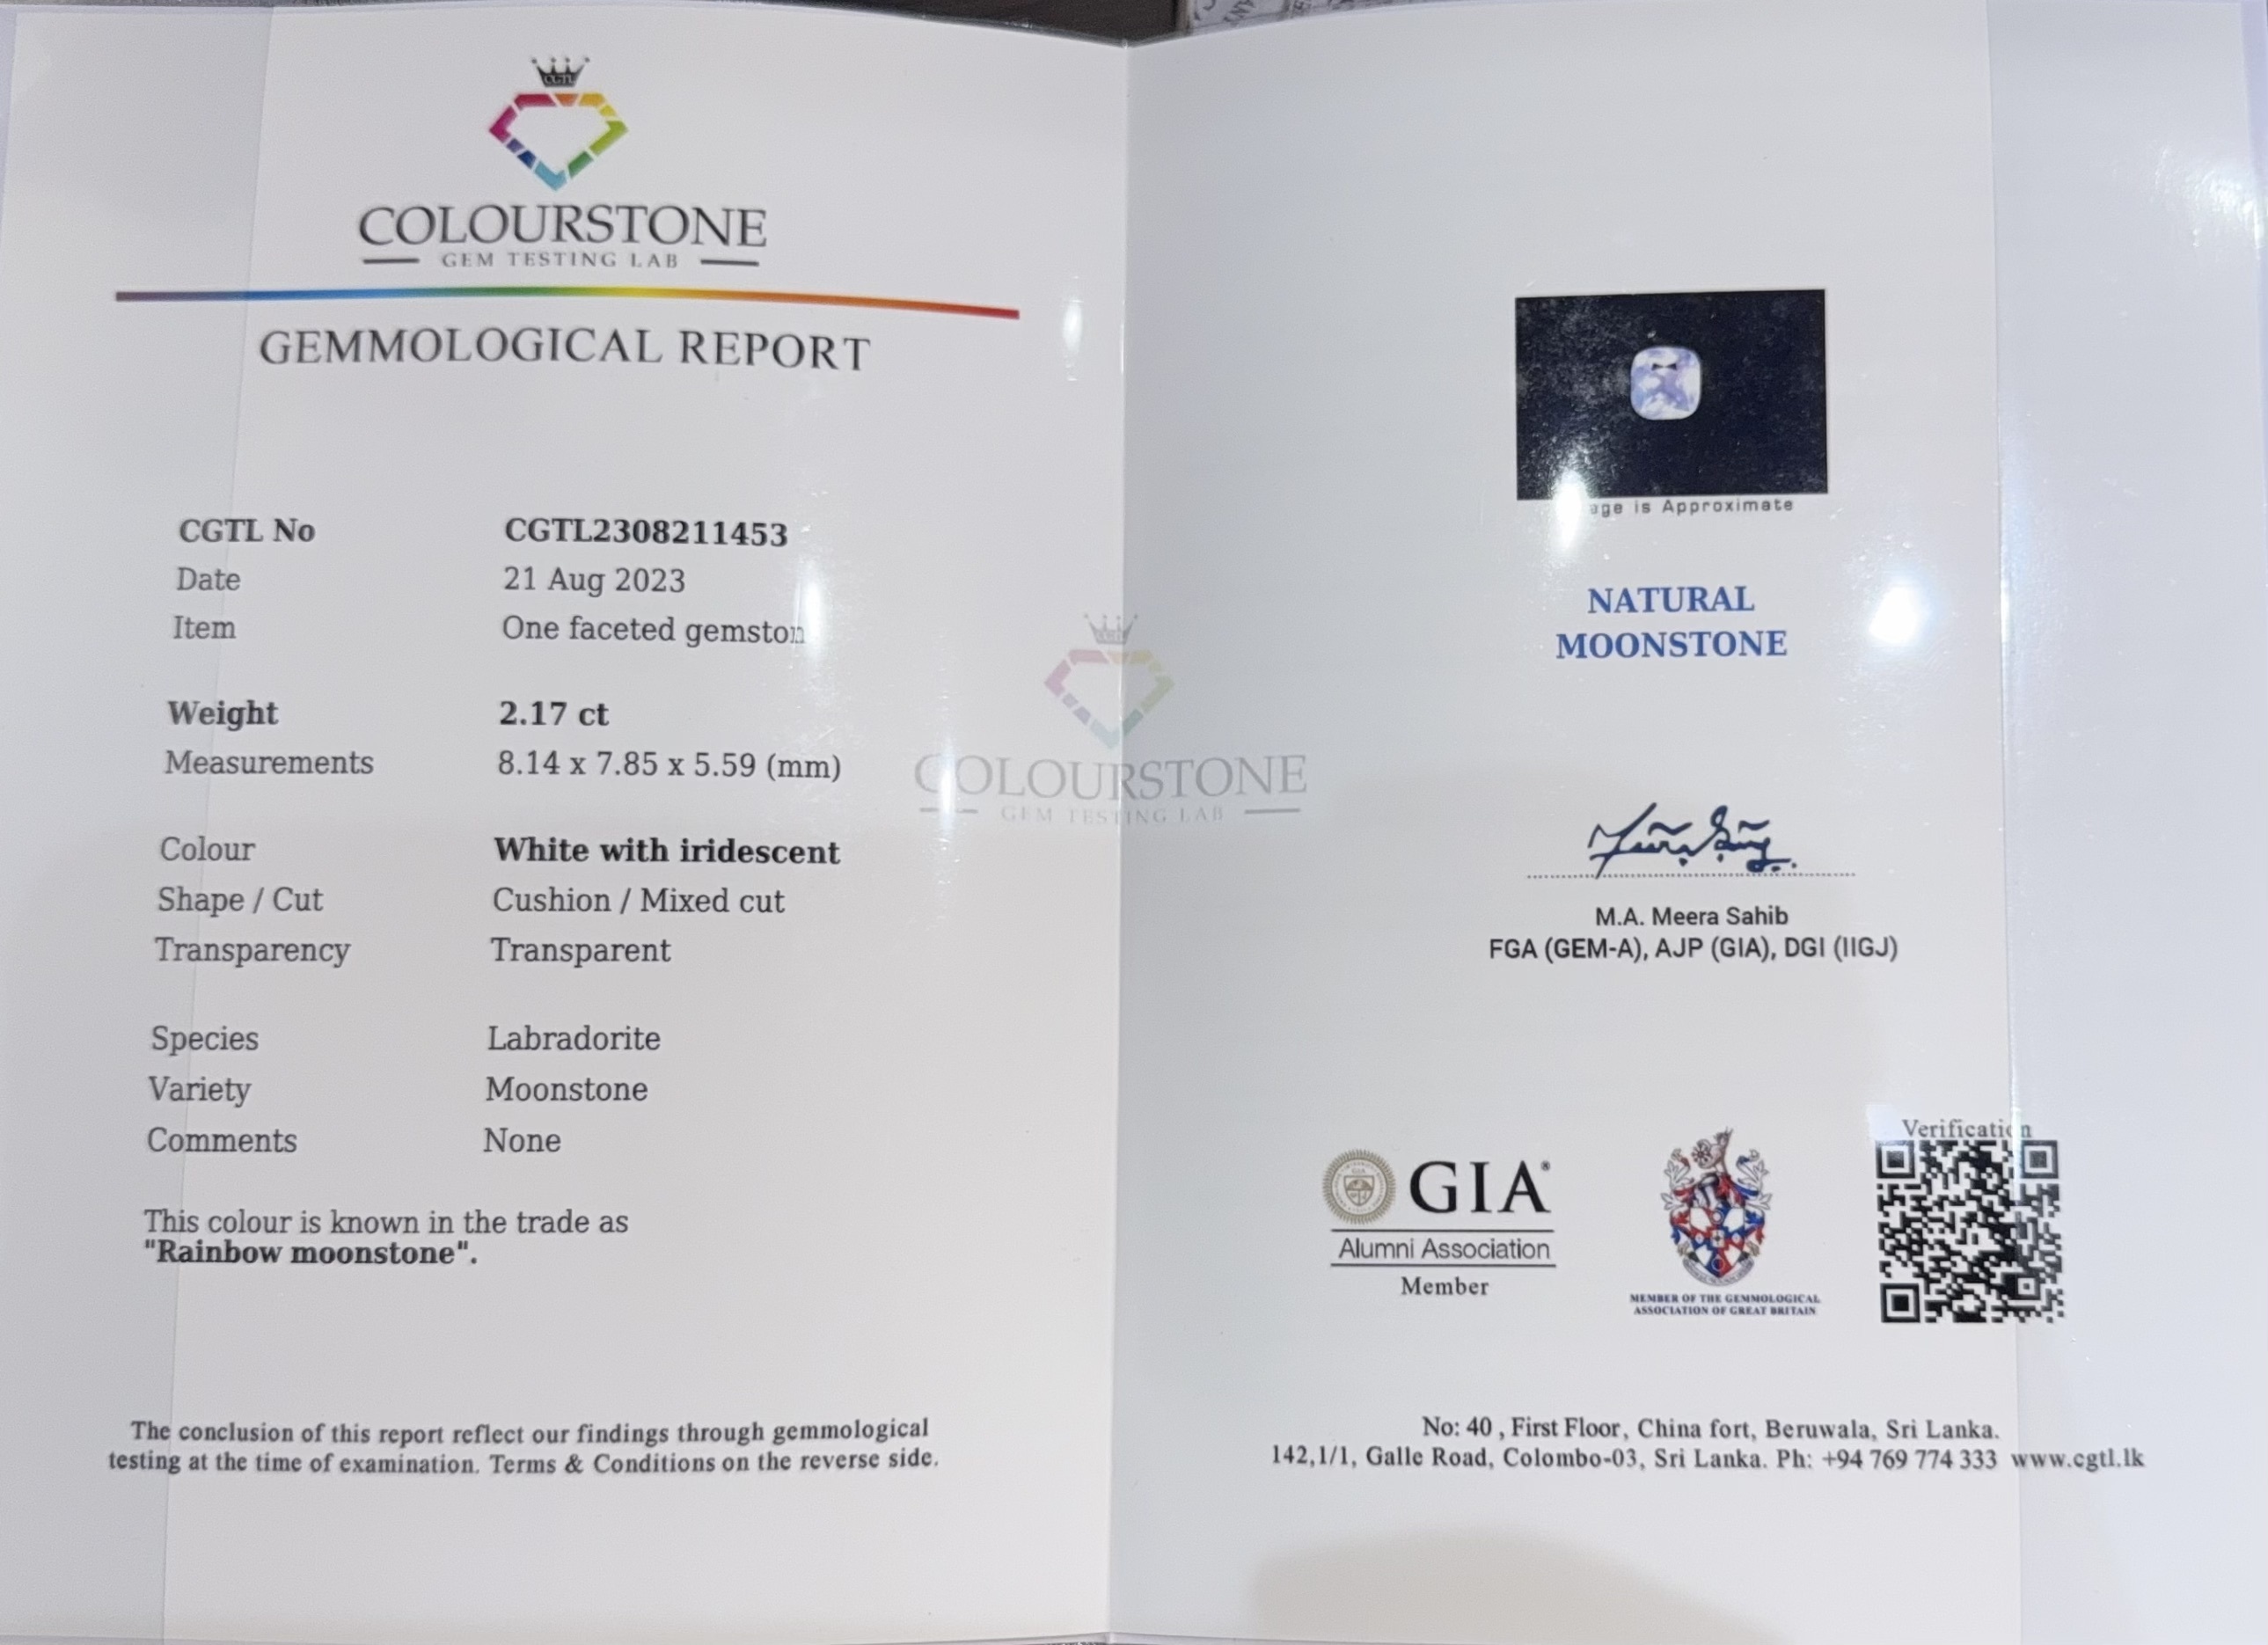 CGTL
COLOURSTONE
GEM TESTING LAB
GEMMOLOGICAL REPORT
CGTL No CGTL2308211453
Date 21 Aug 2023
Item One faceted gemston
Weight 2.17 ct
Measurements 8.14 x 7.85 x 5.59 (mm)
Colour White with iridescent
Shape / Cut Cushion / Mixed cut
Transparency Transparent
Species Labradorite
Variety Moonstone
Comments None
This colour is known in the trade as
"Rainbow moonstone".
The conclusion of this report reflect our findings through gemmological
testing at the time of examination. Terms & Conditions on the reverse side.
COLOURSTONE
GEM TESTING LAB
is Approximate
NATURAL
MOONSTONE
M.A. Meera Sahib
FGA (GEM-A), AJP (GIA), DGI (IIGJ)
GIA®
Alumni Association
Member
MEMBER OF THE GEMMOLOGICAL
ASSOCIATION OF GREAT BRITAIN
Verification
No: 40 , First Floor, China fort, Beruwala, Sri Lanka.
142,1/1, Galle Road, Colombo-03, Sri Lanka. Ph: +94 769 774 333 www.cgtl.lk